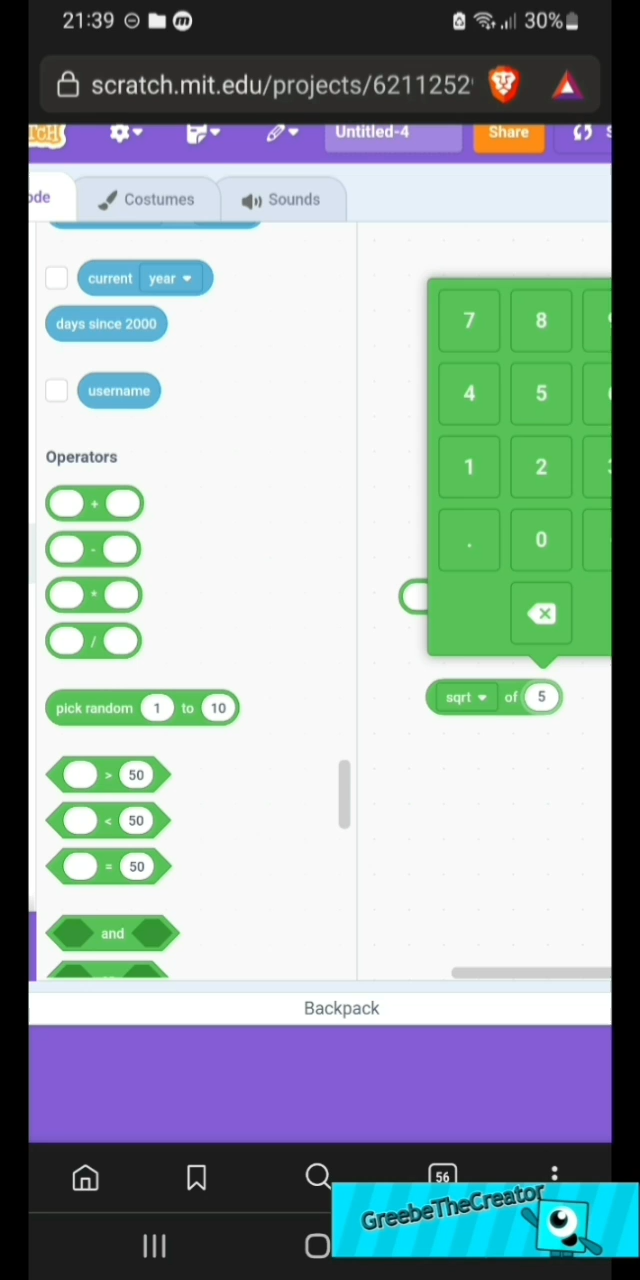 21:39 30%
scratch.mit.edu/projects/6211252
TCH Untitled-4 Share S
ode Costumes Sounds
current year
days since 2000
username
Operators
+
-
*
/
pick random 1 to 10
> 50
< 50
= 50
and
7 8
4 5
1 2
. 0
sqrt of 5
Backpack
56
GreebeTheCreator